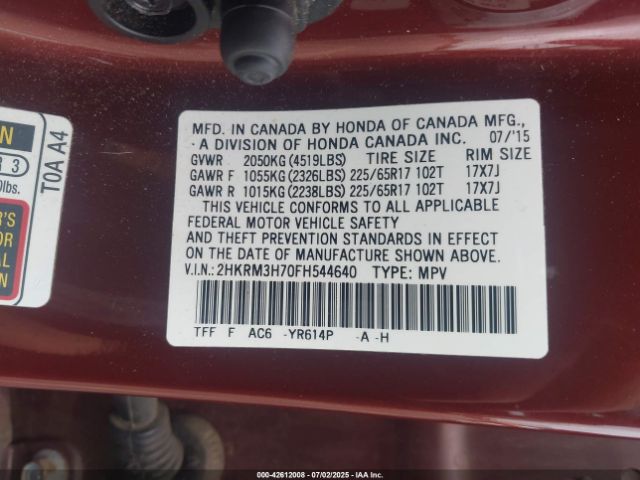 MFD. IN CANADA BY HONDA OF CANADA MFG.,
A DIVISION OF HONDA CANADA INC. 07/'15
GVWR 2050KG (4519LBS) TIRE SIZE RIM SIZE
GAWR F 1055KG (2326LBS) 225/65R17 102T 17X7J
GAWR R 1015KG (2238LBS) 225/65R17 102T 17X7J
THIS VEHICLE CONFORMS TO ALL APPLICABLE
FEDERAL MOTOR VEHICLE SAFETY
AND THEFT PREVENTION STANDARDS IN EFFECT
ON THE DATE OF MANUFACTURE SHOWN ABOVE.
V.I.N.: 2HKRM3H70FH544640 TYPE: MPV
TFF F AC6 -YR614P -A -H
T0A A4
R 3
0lbs.
000-42612008 - 07/02/2025 - IAA Inc.